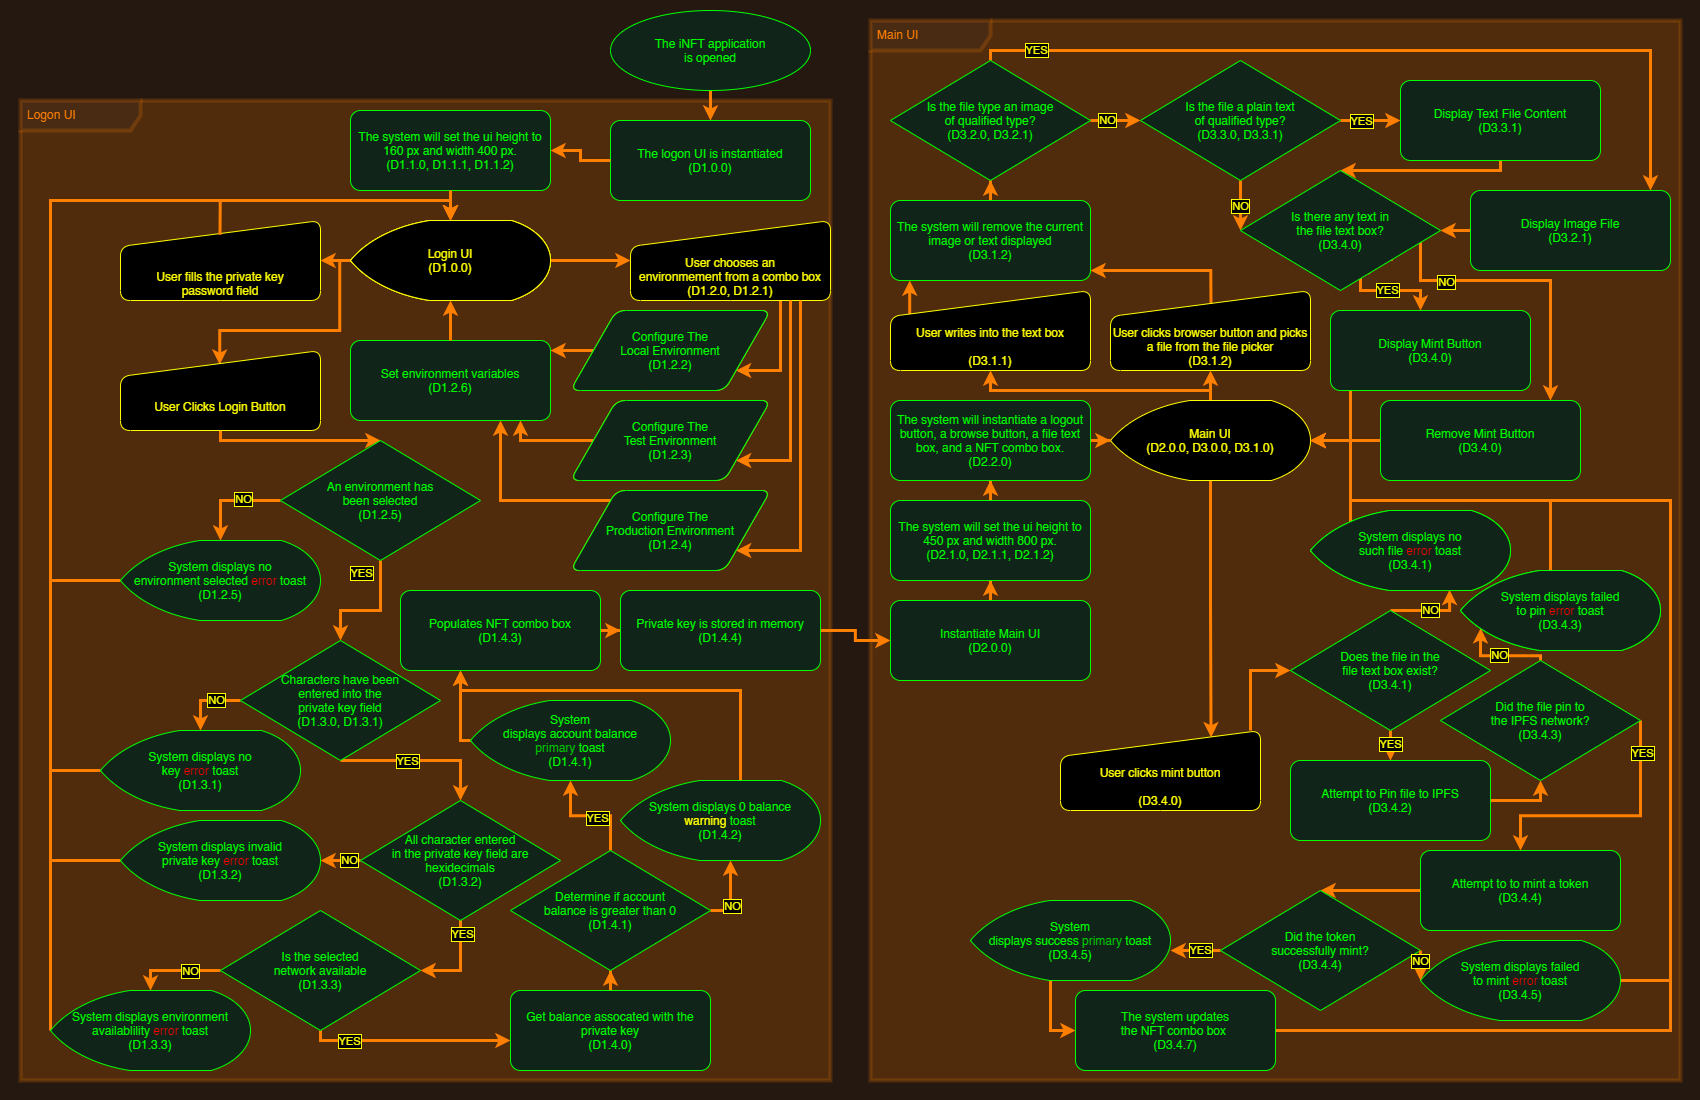 The iNFT application
is opened
Logon UI
The system will set the ui height to
160 px and width 400 px.
(D1.1.0, D1.1.1, D1.1.2)
The logon UI is instantiated
(D1.0.0)
User fills the private key
password field
Login UI
(D1.0.0)
User chooses an
environmement from a combo box
(D1.2.0, D1.2.1)
User Clicks Login Button
Set environment variables
(D1.2.6)
Configure The
Local Environment
(D1.2.2)
Configure The
Test Environment
(D1.2.3)
Configure The
Production Environment
(D1.2.4)
An environment has
been selected
(D1.2.5)
NO
YES
System displays no
environment selected error toast
(D1.2.5)
Populates NFT combo box
(D1.4.3)
Private key is stored in memory
(D1.4.4)
Characters have been
entered into the
private key field
(D1.3.0, D1.3.1)
NO
YES
System displays no
key error toast
(D1.3.1)
System
displays account balance
primary toast
(D1.4.1)
System displays 0 balance
warning toast
(D1.4.2)
YES
NO
All character entered
in the private key field are
hexidecimals
(D1.3.2)
NO
YES
System displays invalid
private key error toast
(D1.3.2)
Determine if account
balance is greater than 0
(D1.4.1)
Is the selected
network available
(D1.3.3)
NO
YES
System displays environment
availablility error toast
(D1.3.3)
Get balance assocated with the
private key
(D1.4.0)
Main UI
YES
Is the file type an image
of qualified type?
(D3.2.0, D3.2.1)
NO
Is the file a plain text
of qualified type?
(D3.3.0, D3.3.1)
YES
NO
Display Text File Content
(D3.3.1)
The system will remove the current
image or text displayed
(D3.1.2)
Is there any text in
the file text box?
(D3.4.0)
YES
NO
Display Image File
(D3.2.1)
User writes into the text box
(D3.1.1)
User clicks browser button and picks
a file from the file picker
(D3.1.2)
Display Mint Button
(D3.4.0)
The system will instantiate a logout
button, a browse button, a file text
box, and a NFT combo box.
(D2.2.0)
Main UI
(D2.0.0, D3.0.0, D3.1.0)
Remove Mint Button
(D3.4.0)
The system will set the ui height to
450 px and width 800 px.
(D2.1.0, D2.1.1, D2.1.2)
System displays no
such file error toast
(D3.4.1)
System displays failed
to pin error toast
(D3.4.3)
Instantiate Main UI
(D2.0.0)
Does the file in the
file text box exist?
(D3.4.1)
NO
YES
NO
Did the file pin to
the IPFS network?
(D3.4.3)
YES
User clicks mint button
(D3.4.0)
Attempt to Pin file to IPFS
(D3.4.2)
Attempt to to mint a token
(D3.4.4)
System
displays success primary toast
(D3.4.5)
YES
Did the token
successfully mint?
(D3.4.4)
NO
System displays failed
to mint error toast
(D3.4.5)
The system updates
the NFT combo box
(D3.4.7)